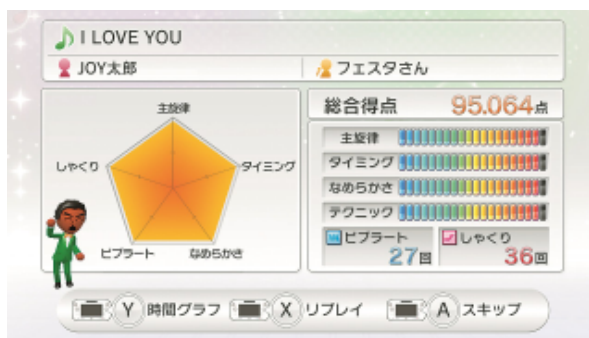 I LOVE YOU
JOY太郎
フェスタさん
主旋律
しゃくり
タイミング
ビブラート
なめらかさ
総合得点 95.064点
主旋律
タイミング
なめらかさ
テクニック
ビブラート
27回
しゃくり
36回
Y 時間グラフ X リプレイ A スキップ